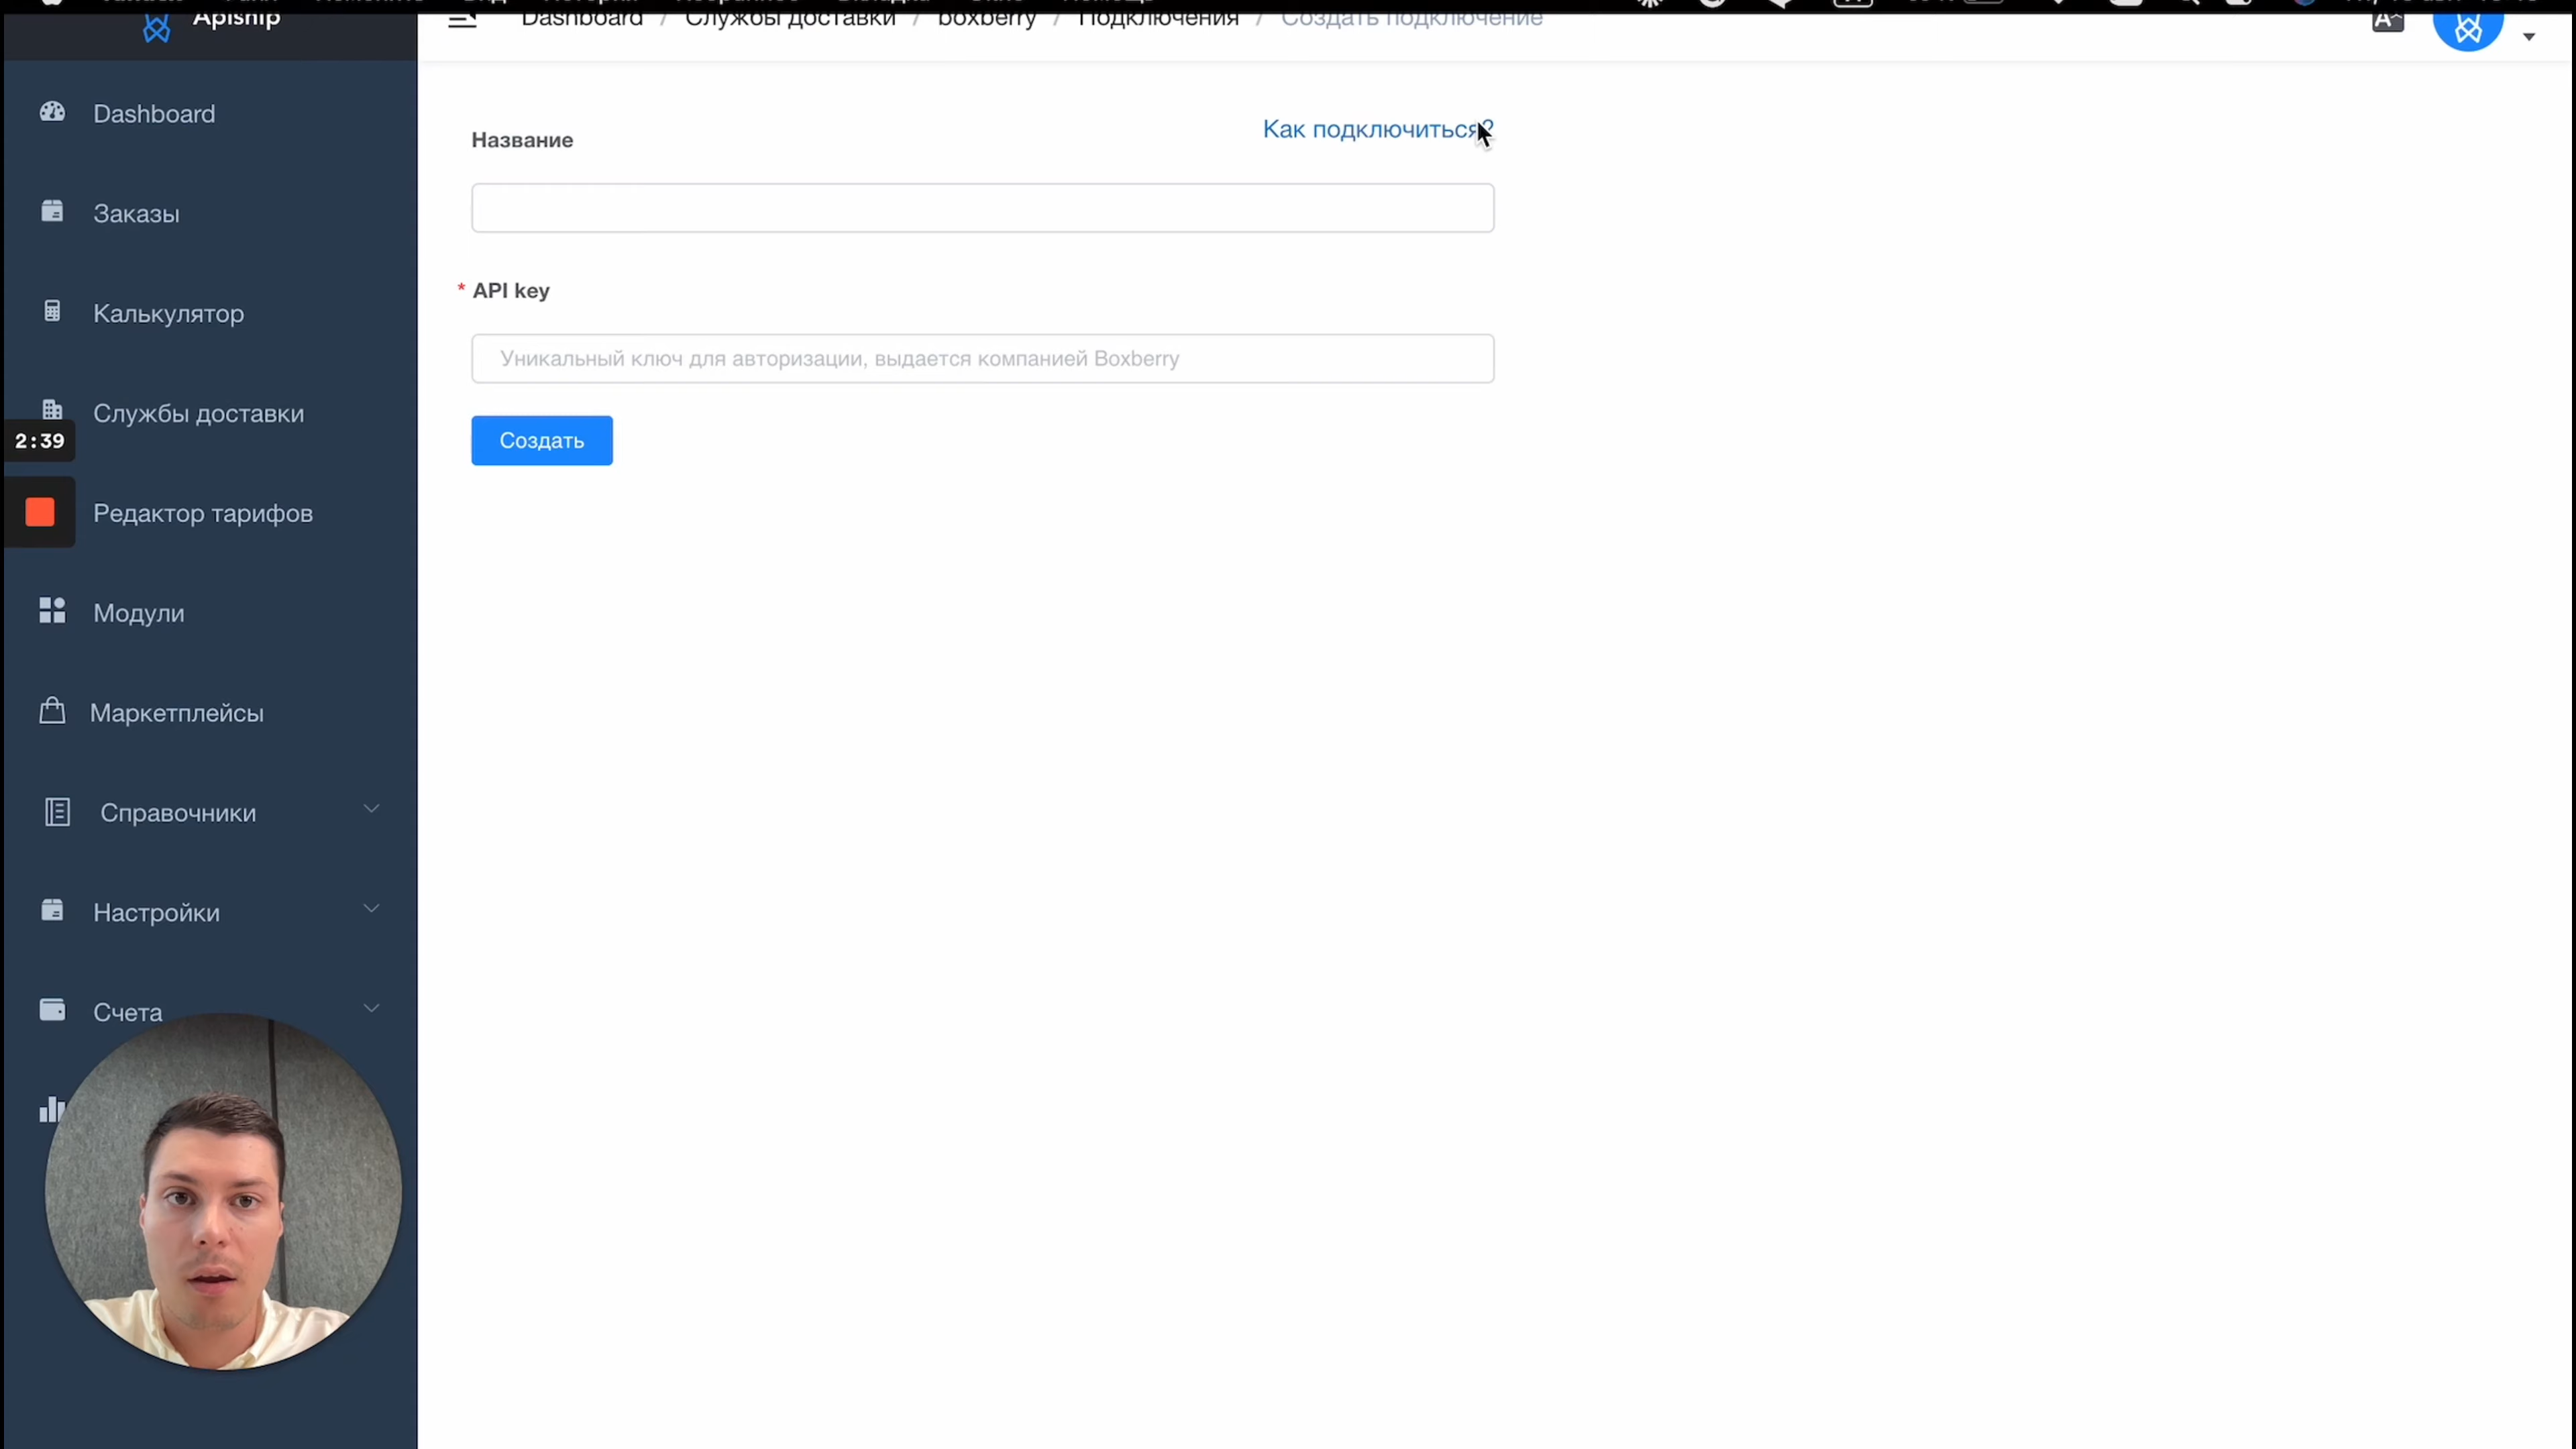 Apiship
Dashboard / Службы доставки / boxberry / Подключения / Создать подключение
Dashboard
Заказы
Калькулятор
Службы доставки
2:39
Редактор тарифов
Модули
Маркетплейсы
Справочники
Настройки
Счета
Как подключиться?
Название
* API key
Уникальный ключ для авторизации, выдается компанией Boxberry
Создать